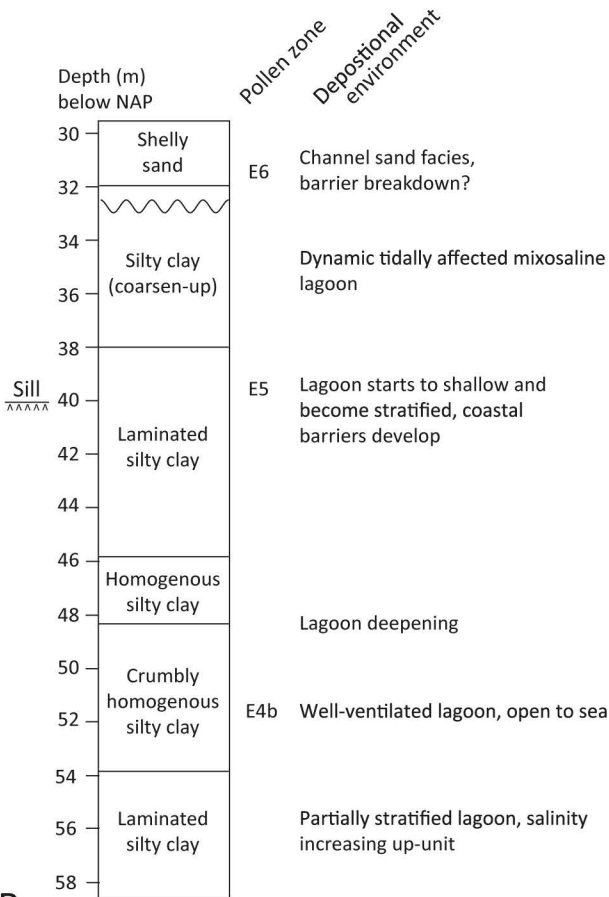 Pollen zone
Depostional
environment
Depth (m)
below NAP
30
Shelly
sand
E6
Channel sand facies,
barrier breakdown?
32
34
Silty clay
(coarsen-up)
Dynamic tidally affected mixosaline
lagoon
36
38
Sill
40
E5
Lagoon starts to shallow and
become stratified, coastal
barriers develop
Laminated
silty clay
42
44
46
Homogenous
silty clay
48
Lagoon deepening
50
Crumbly
homogenous
silty clay
52
E4b
Well-ventilated lagoon, open to sea
54
Laminated
silty clay
56
Partially stratified lagoon, salinity
increasing up-unit
58